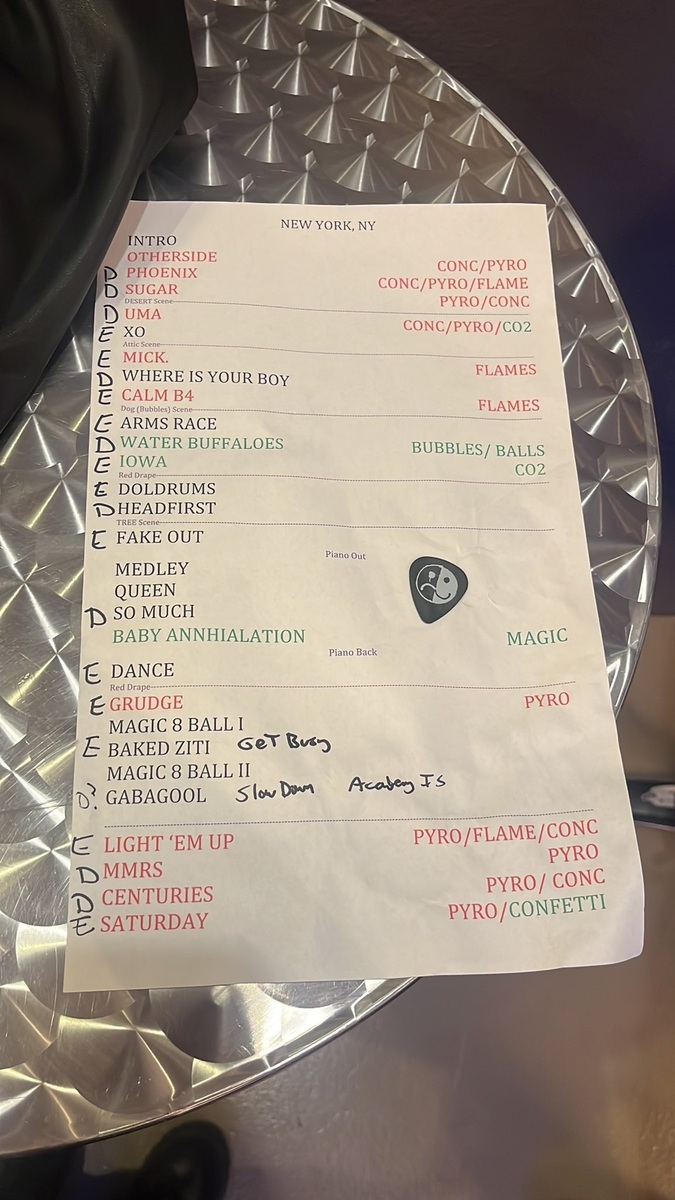 NEW YORK, NY
INTRO
OTHERSIDE
D PHOENIX CONC/PYRO
D SUGAR CONC/PYRO/FLAME
DESERT Scene PYRO/CONC
D UMA
E XO CONC/PYRO/CO2
Attic Scene
E MICK.
D WHERE IS YOUR BOY FLAMES
E CALM B4
Dog (Bubbles) Scene FLAMES
E ARMS RACE
D WATER BUFFALOES BUBBLES/ BALLS
E IOWA CO2
Red Drape
E DOLDRUMS
D HEADFIRST
TREE Scene
E FAKE OUT
Piano Out
MEDLEY
QUEEN
D SO MUCH
BABY ANNHIALATION MAGIC
Piano Back
E DANCE
Red Drape
E GRUDGE PYRO
MAGIC 8 BALL I
E BAKED ZITI GeT Busy
MAGIC 8 BALL II
D? GABAGOOL Slow Down Academy Is
E LIGHT ‘EM UP PYRO/FLAME/CONC
D MMRS PYRO
D CENTURIES PYRO/ CONC
E SATURDAY PYRO/CONFETTI